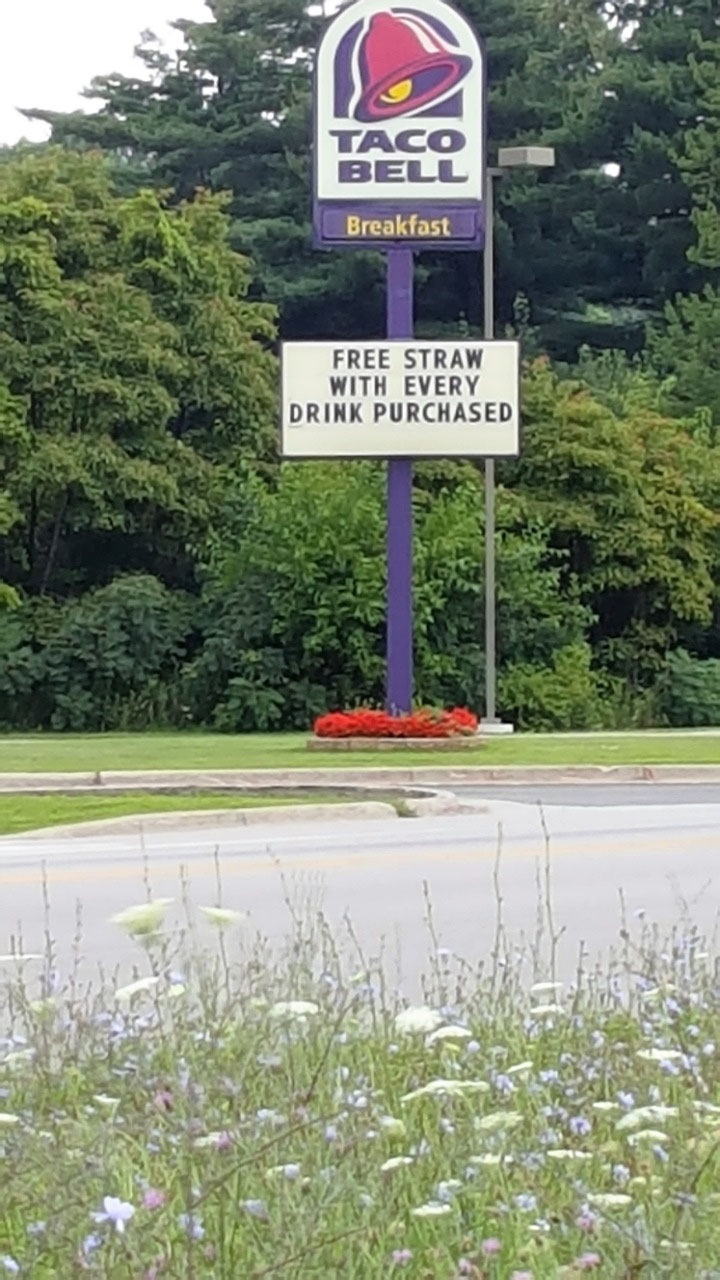 TACO
BELL
Breakfast
FREE STRAW
WITH EVERY
DRINK PURCHASED